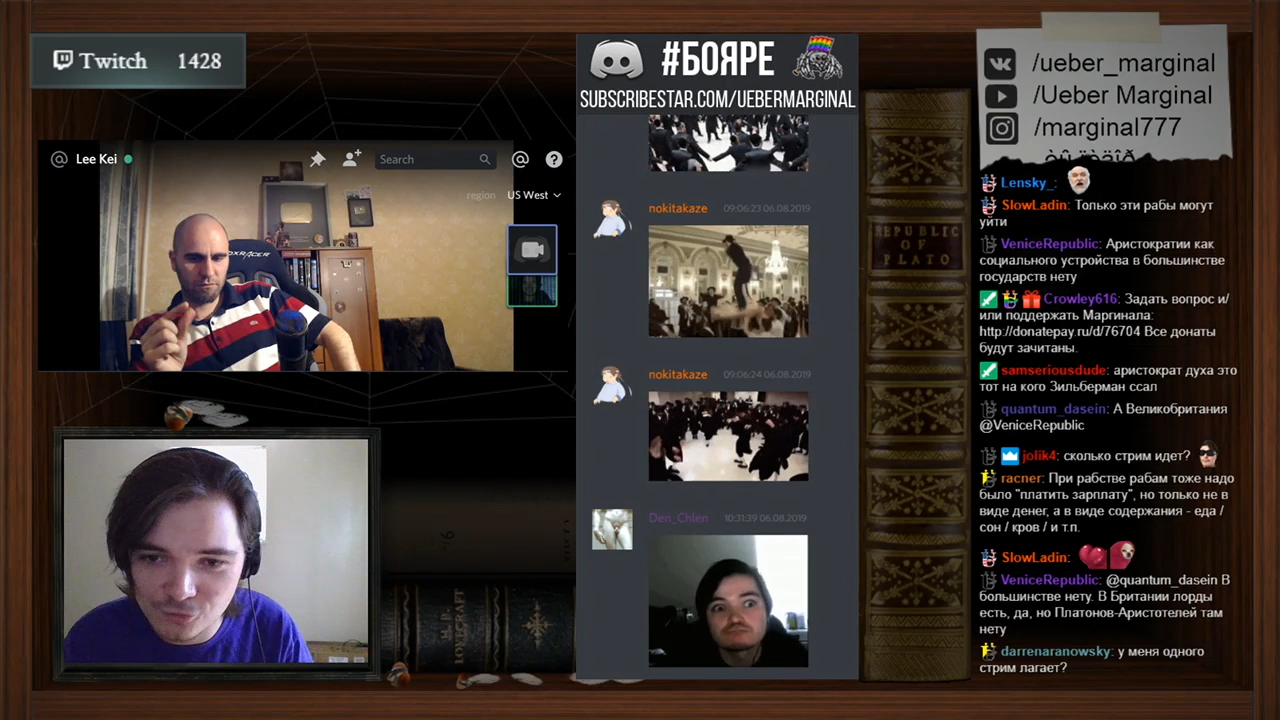 Twitch 1428
Lee Kei
Search
region US West
OXRACER
H. P. LOVECRAFT
#БОЯРЕ
SUBSCRIBESTAR.COM/UEBERMARGINAL
nokitakaze 09:06:23 06.08.2019
nokitakaze 09:06:24 06.08.2019
Den_Chlen 10:31:39 06.08.2019
REPUBLIC
OF
PLATO
/ueber_marginal
/Ueber Marginal
/marginal777
Lensky_:
SlowLadin: Только эти рабы могут
уйти
VeniceRepublic: Аристократии как
социального устройства в большинстве
государств нету
Crowley616: Задать вопрос и/
или поддержать Маргинала:
http://donatepay.ru/d/76704 Все донаты
будут зачитаны.
samseriousdude: аристократ духа это
тот на кого Зильберман ссал
quantum_dasein: А Великобритания
@VeniceRepublic
jolik4: сколько стрим идет?
racner: При рабстве рабам тоже надо
было "платить зарплату", но только не в
виде денег, а в виде содержания - еда /
сон / кров / и т.п.
SlowLadin:
VeniceRepublic: @quantum_dasein В
большинстве нету. В Британии лорды
есть, да, но Платонов-Аристотелей там
нету
darrenaranowsky: у меня одного
стрим лагает?